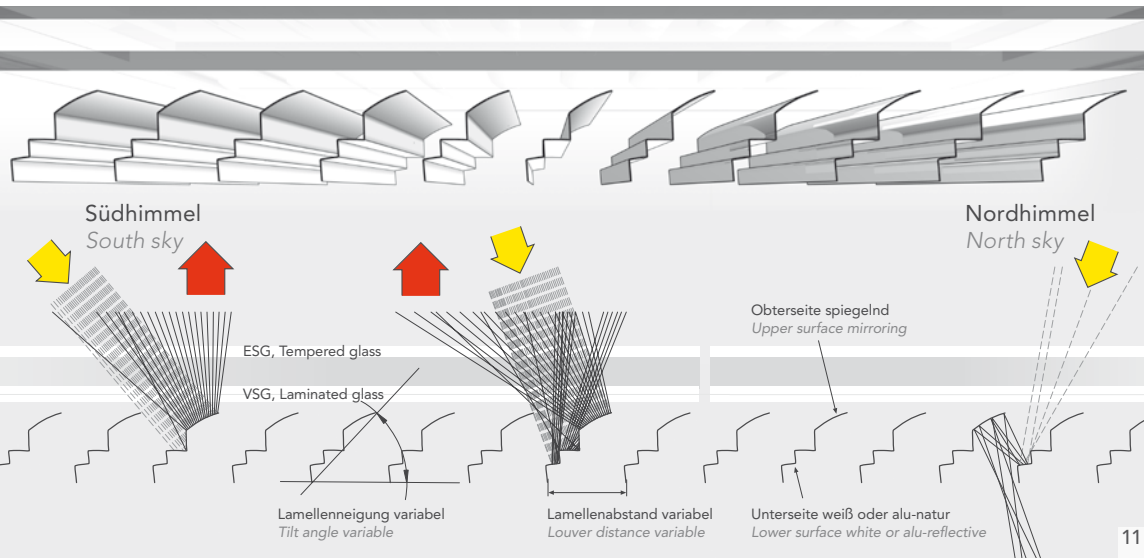 Südhimmel
South sky
Nordhimmel
North sky
Obterseite spiegelnd
Upper surface mirroring
ESG, Tempered glass
VSG, Laminated glass
Lamellenneigung variabel
Tilt angle variable
Lamellenabstand variabel
Louver distance variable
Unterseite weiß oder alu-natur
Lower surface white or alu-reflective
11